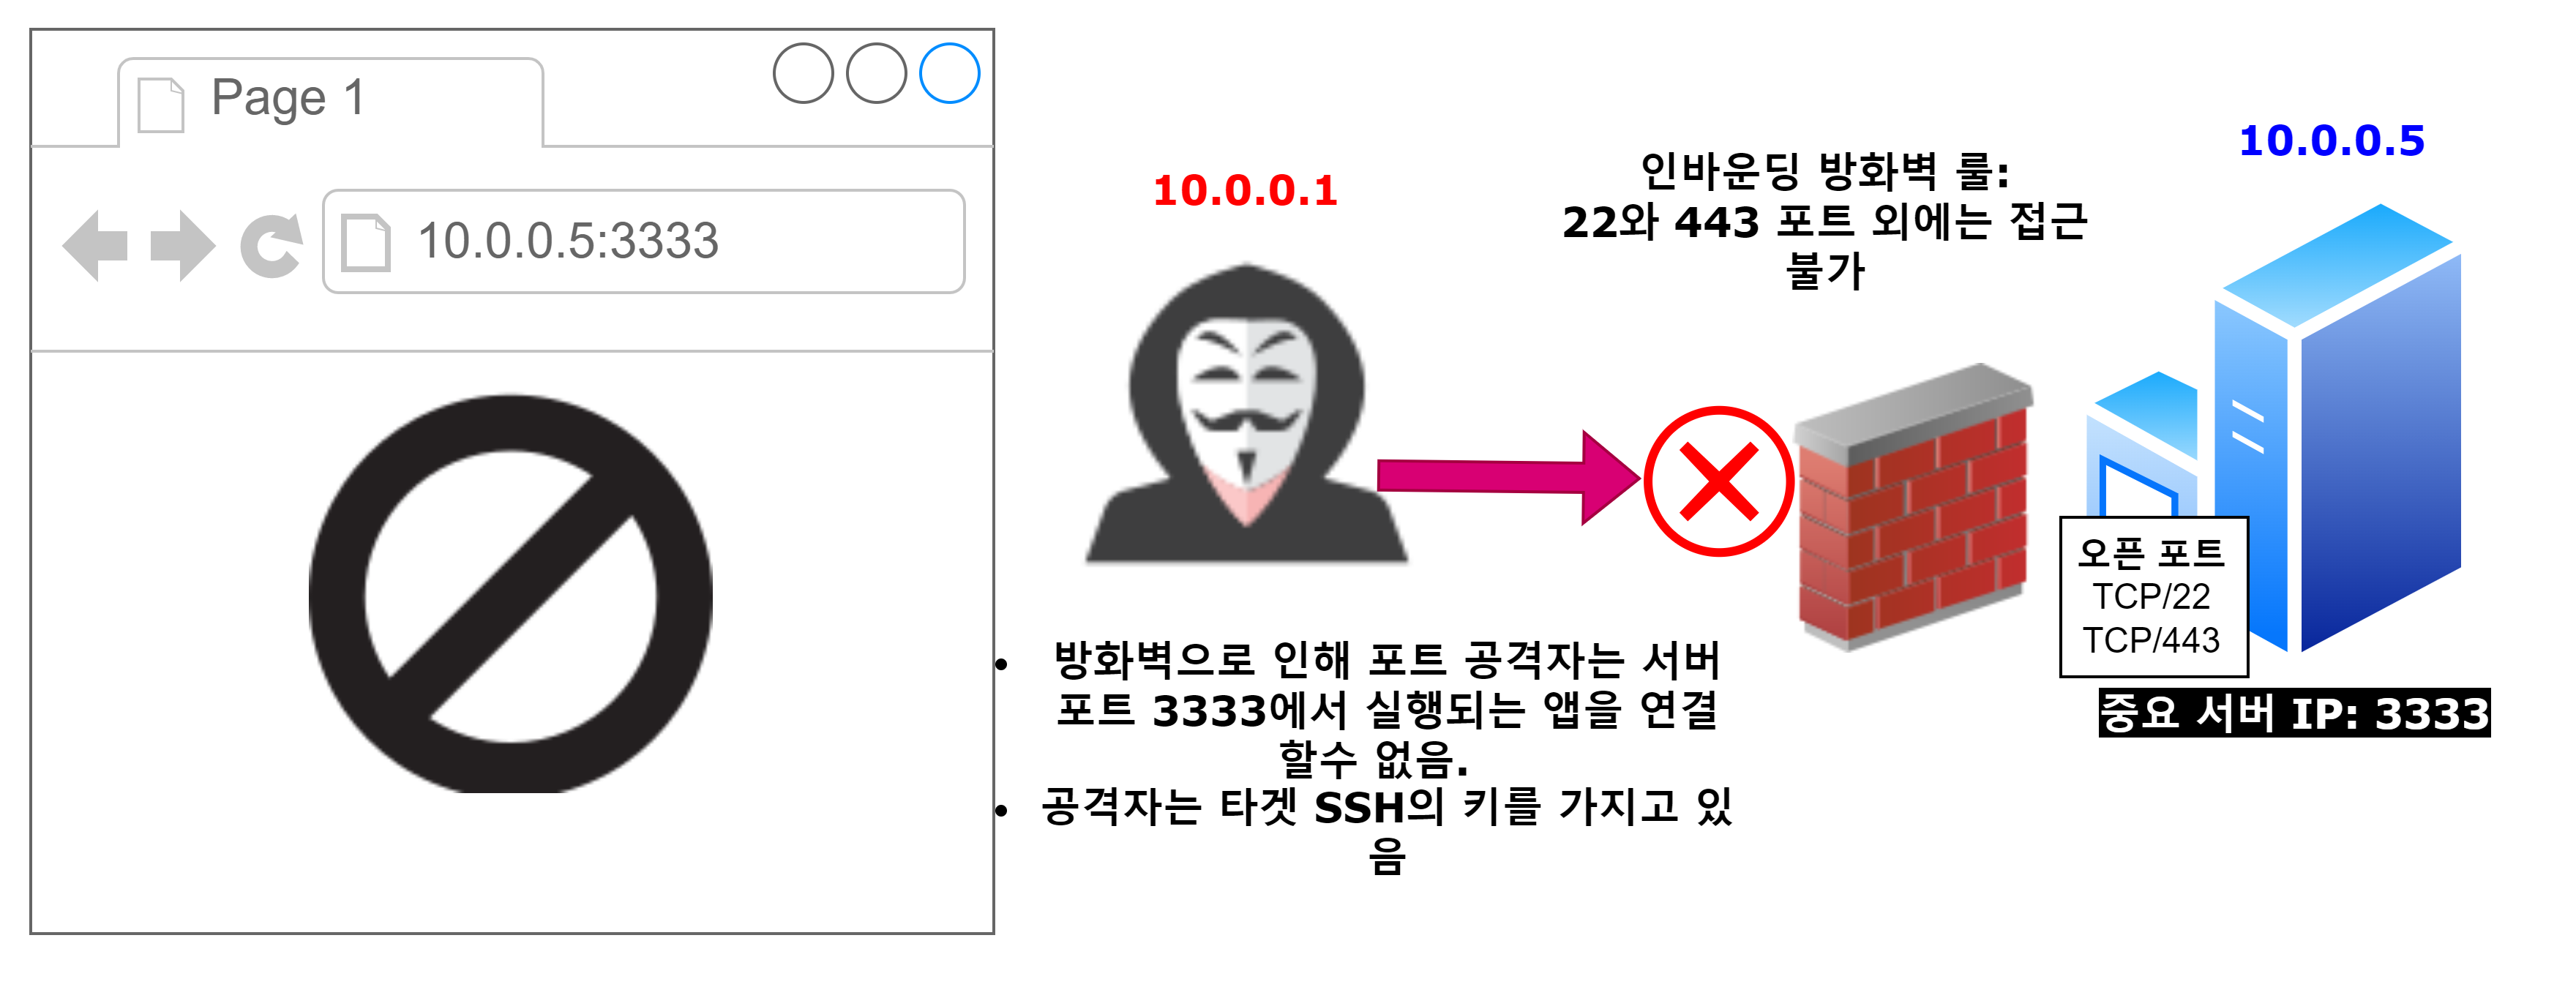 Page 1
10.0.0.5:3333
10.0.0.1
인바운딩 방화벽 룰:
22와 443 포트 외에는 접근
불가
10.0.0.5
오픈 포트
TCP/22
TCP/443
중요 서버 IP: 3333
• 방화벽으로 인해 포트 공격자는 서버
포트 3333에서 실행되는 앱을 연결
할수 없음.
• 공격자는 타겟 SSH의 키를 가지고 있
음